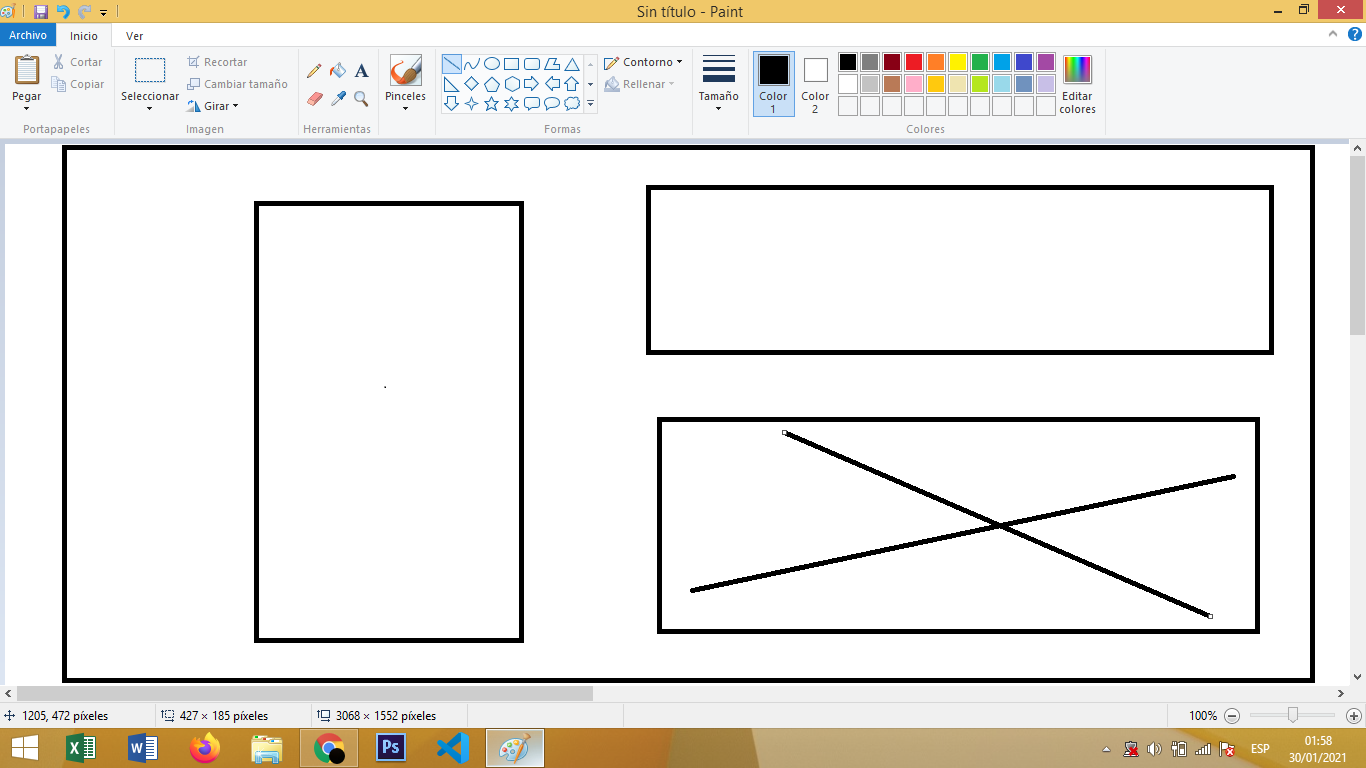 Sin título - Paint
Archivo Inicio Ver
Pegar
Cortar
Copiar
Portapapeles
Seleccionar
Recortar
Cambiar tamaño
Girar
Imagen
A
Herramientas
Pinceles
Contorno
Rellenar
Formas
Tamaño
Color
1
Color
2
Editar
colores
Colores
1205, 472 píxeles 427 × 185 píxeles 3068 × 1552 píxeles 100%
Ps
ESP
01:58
30/01/2021